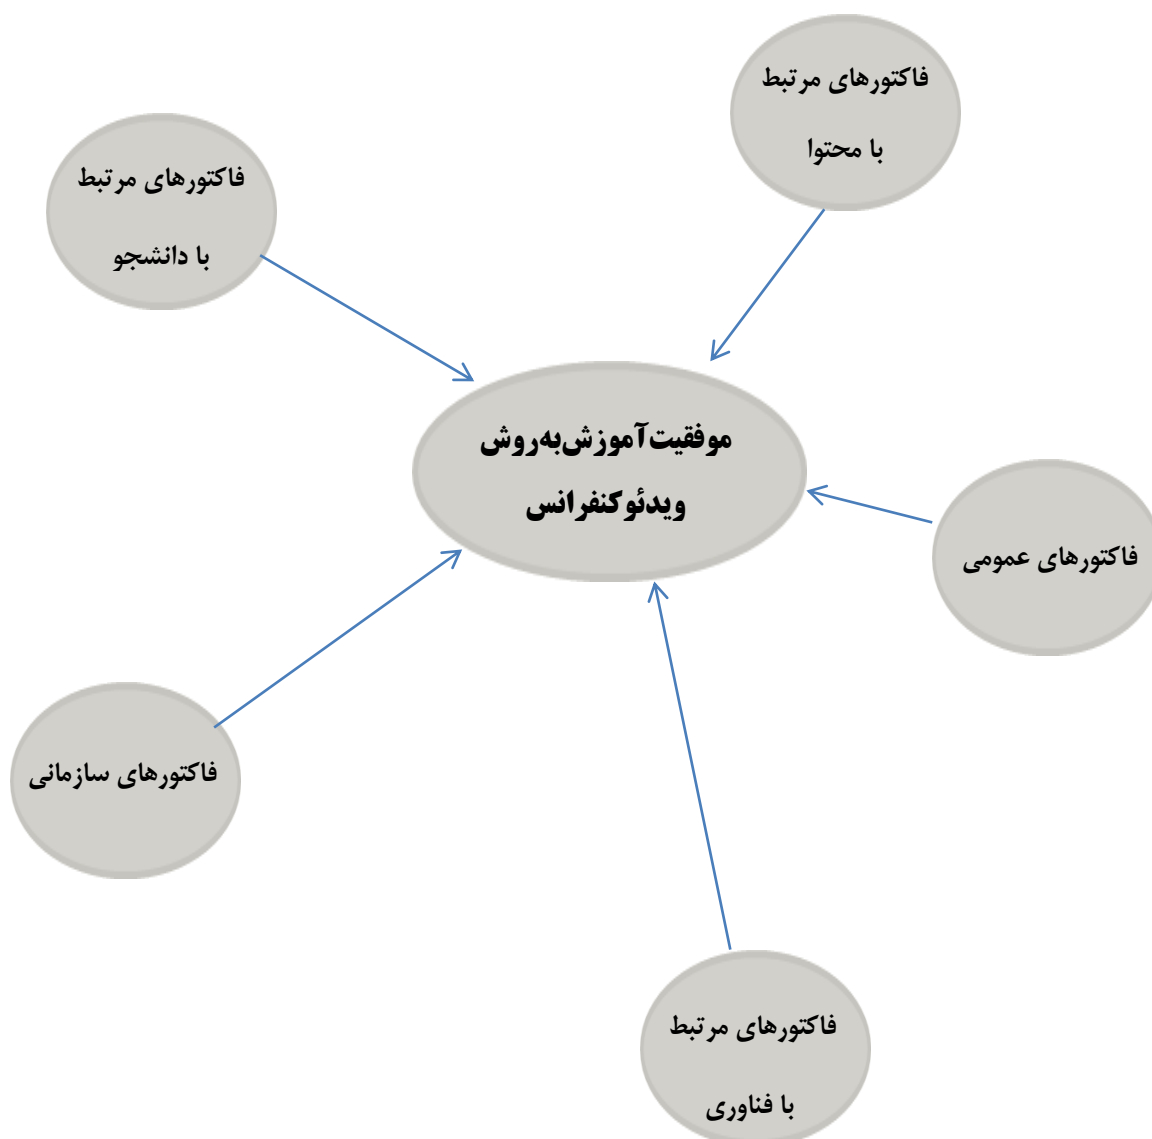 فاکتورهای مرتبط
با محتوا
فاکتورهای مرتبط
با دانشجو
موفقیت آموزش به روش
ویدئوکنفرانس
فاکتورهای عمومی
فاکتورهای سازمانی
فاکتورهای مرتبط
با فناوری